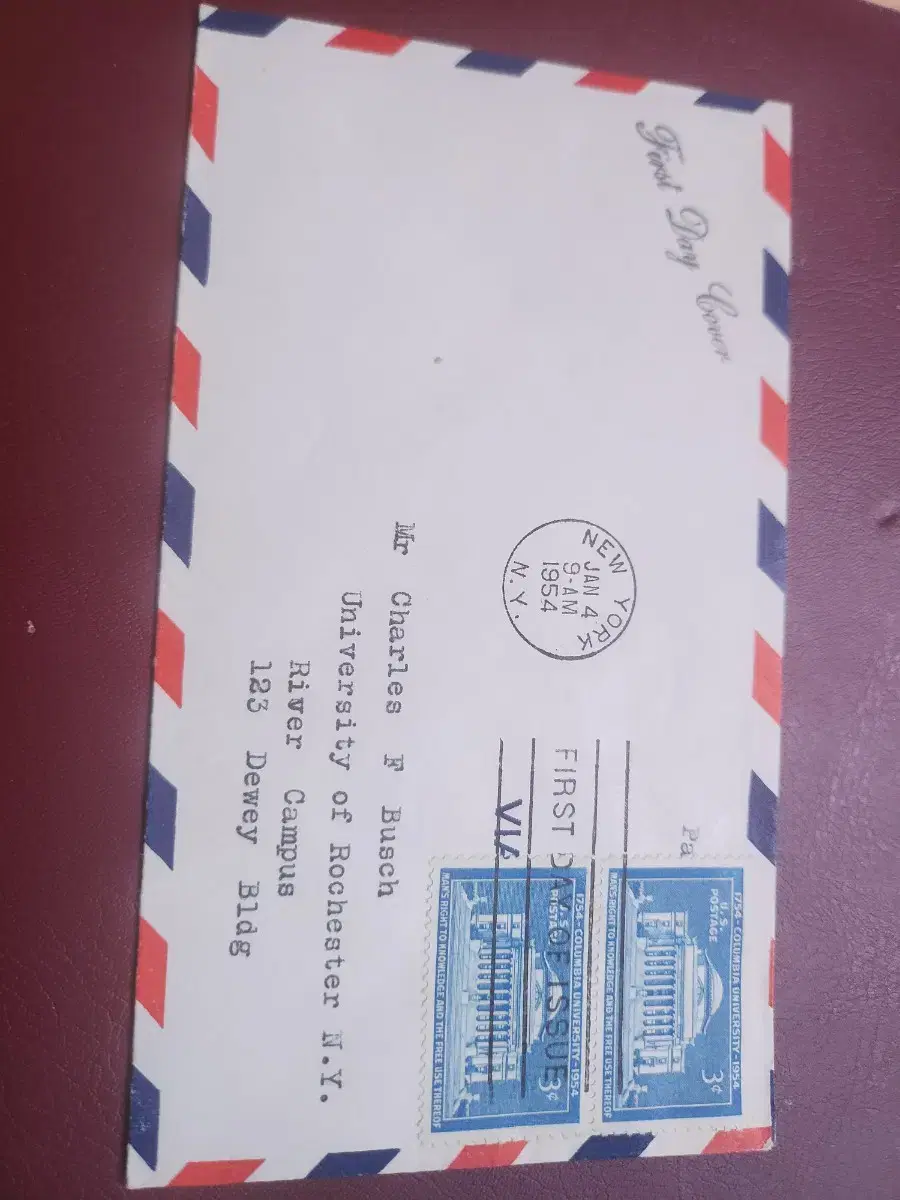 First Day Cover
NEW YORK
JAN 4
9-AM
1954
N.Y.
FIRST DAY OF ISSUE
1754-COLUMBIA UNIVERSITY-1954
U.S.
POSTAGE
3¢
MAN'S RIGHT TO KNOWLEDGE AND THE FREE USE THEREOF
1754-COLUMBIA UNIVERSITY-1954
U.S.
POSTAGE
3¢
MAN'S RIGHT TO KNOWLEDGE AND THE FREE USE THEREOF
Mr Charles F Busch
University of Rochester N.Y.
River Campus
123 Dewey Bldg